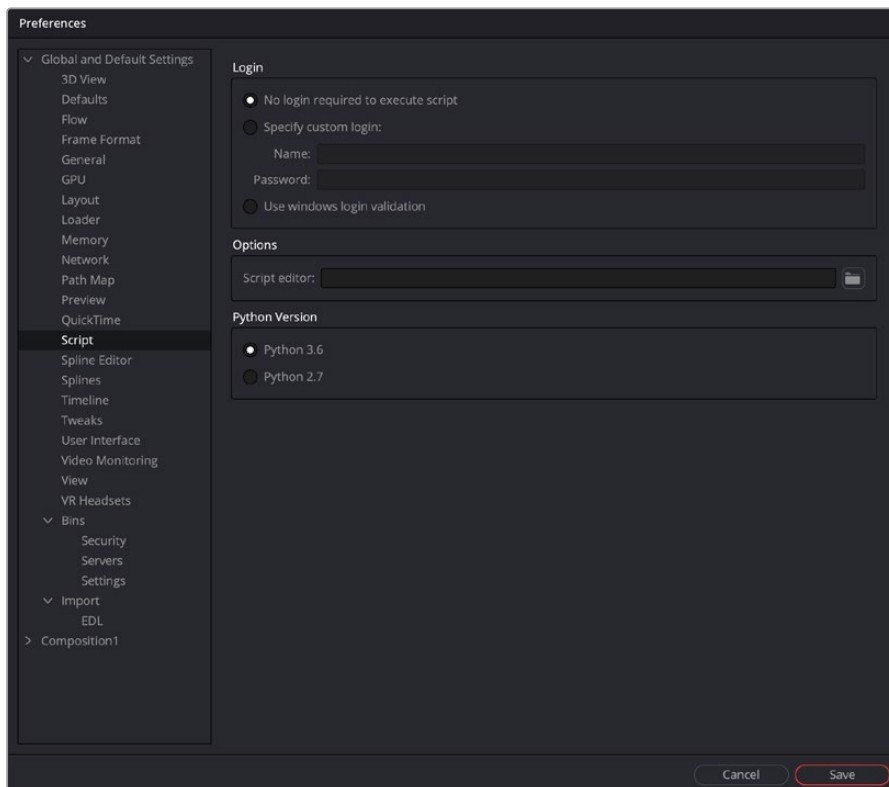 Preferences
Global and Default Settings
3D View
Defaults
Flow
Frame Format
General
GPU
Layout
Loader
Memory
Network
Path Map
Preview
QuickTime
Script
Spline Editor
Splines
Timeline
Tweaks
User Interface
Video Monitoring
View
VR Headsets
Bins
Security
Servers
Settings
Import
EDL
Composition1
Login
No login required to execute script
Specify custom login:
Name:
Password:
Use windows login validation
Options
Script editor:
Python Version
Python 3.6
Python 2.7
Cancel
Save